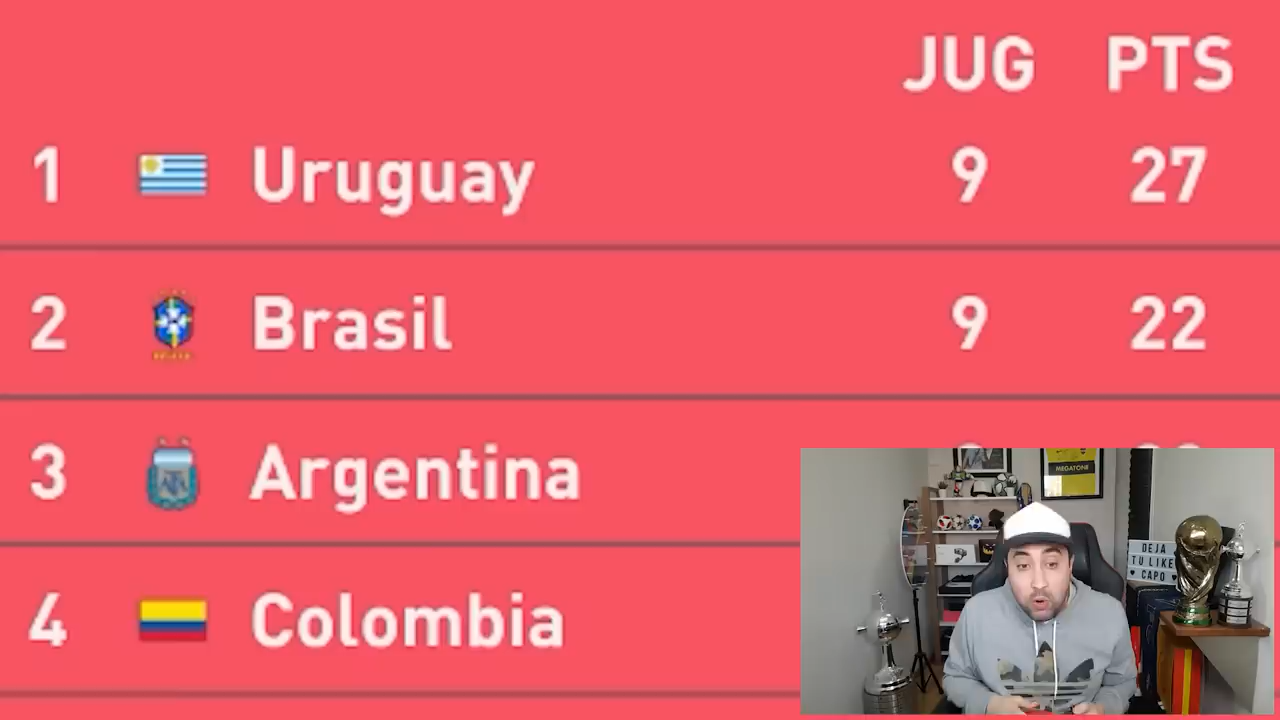 JUG PTS
1 Uruguay 9 27
2 Brasil 9 22
3 Argentina
4 Colombia
MEGATONE
DEJA
TU LIKE
♥ CAPO ♥